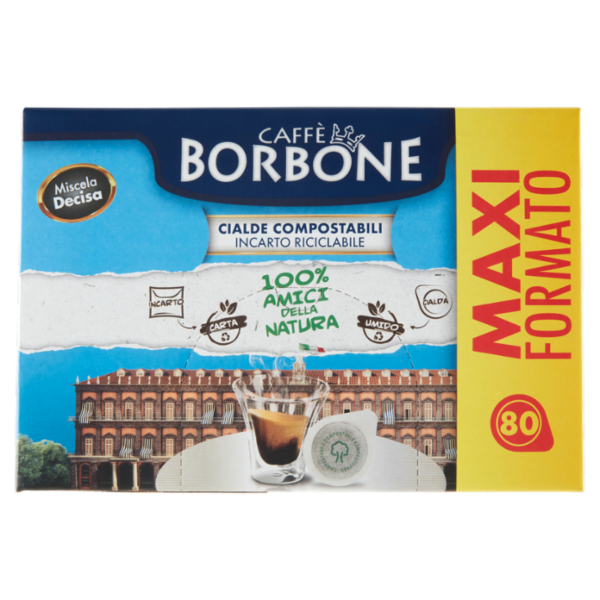 CAFFÈ
BORBONE
Miscela
Decisa
CIALDE COMPOSTABILI
INCARTO RICICLABILE
100%
AMICI
DELLA
NATURA
INCARTO
CARTA
UMIDO
CIALDA
MAXI
FORMATO
80